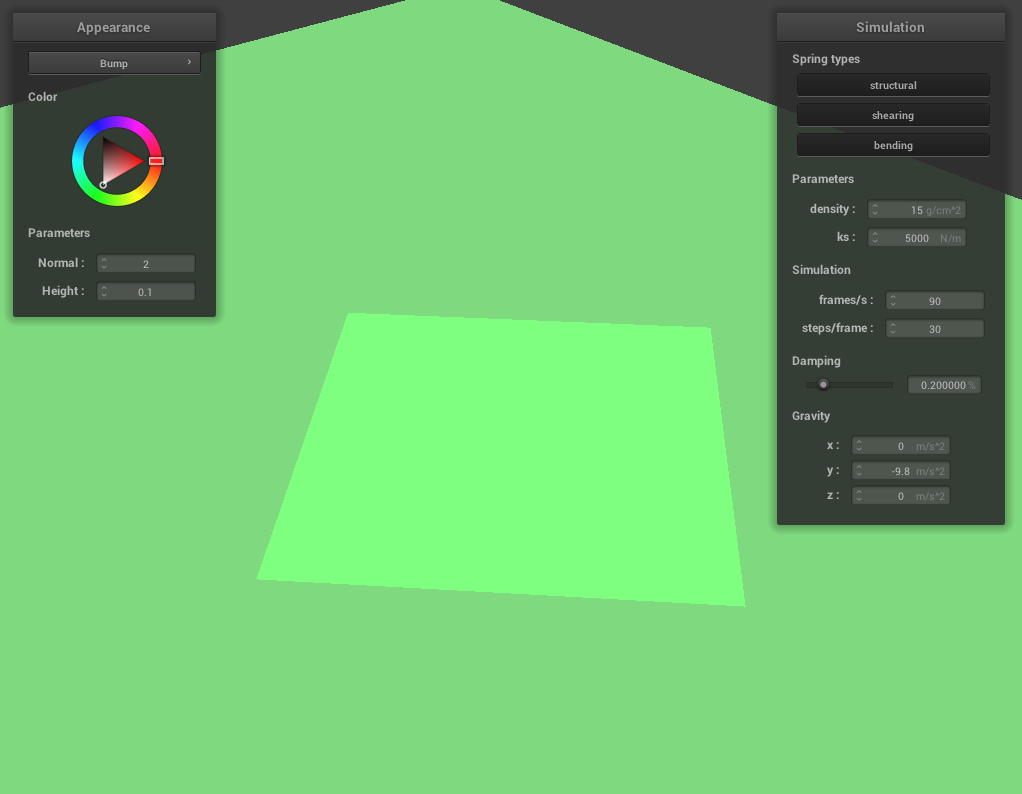 Appearance
Bump
Color
Parameters
Normal : 2
Height : 0.1
Simulation
Spring types
structural
shearing
bending
Parameters
density : 15 g/cm^2
ks : 5000 N/m
Simulation
frames/s : 90
steps/frame : 30
Damping
0.200000 %
Gravity
x : 0 m/s^2
y : -9.8 m/s^2
z : 0 m/s^2